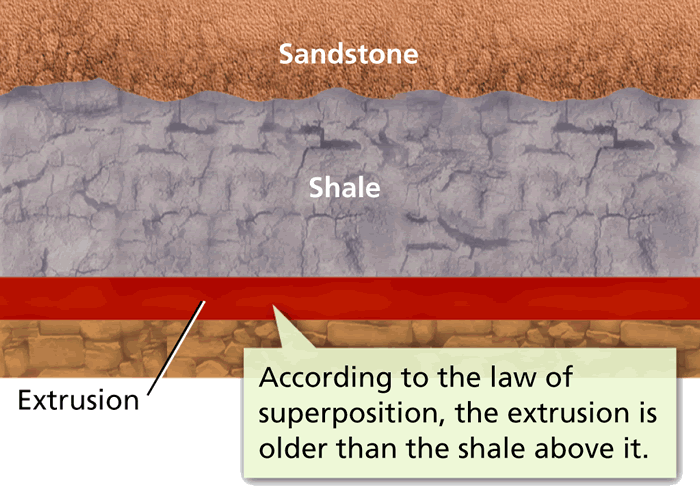 Sandstone
Shale
Extrusion
According to the law of
superposition, the extrusion is
older than the shale above it.